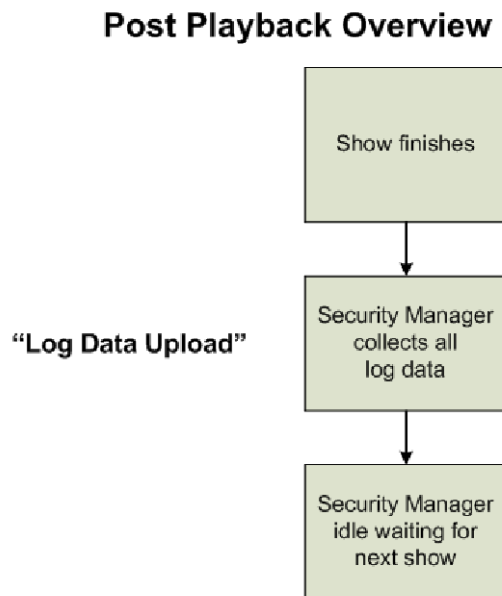 Post Playback Overview
Show finishes
Security Manager
collects all
log data
“Log Data Upload”
Security Manager
idle waiting for
next show